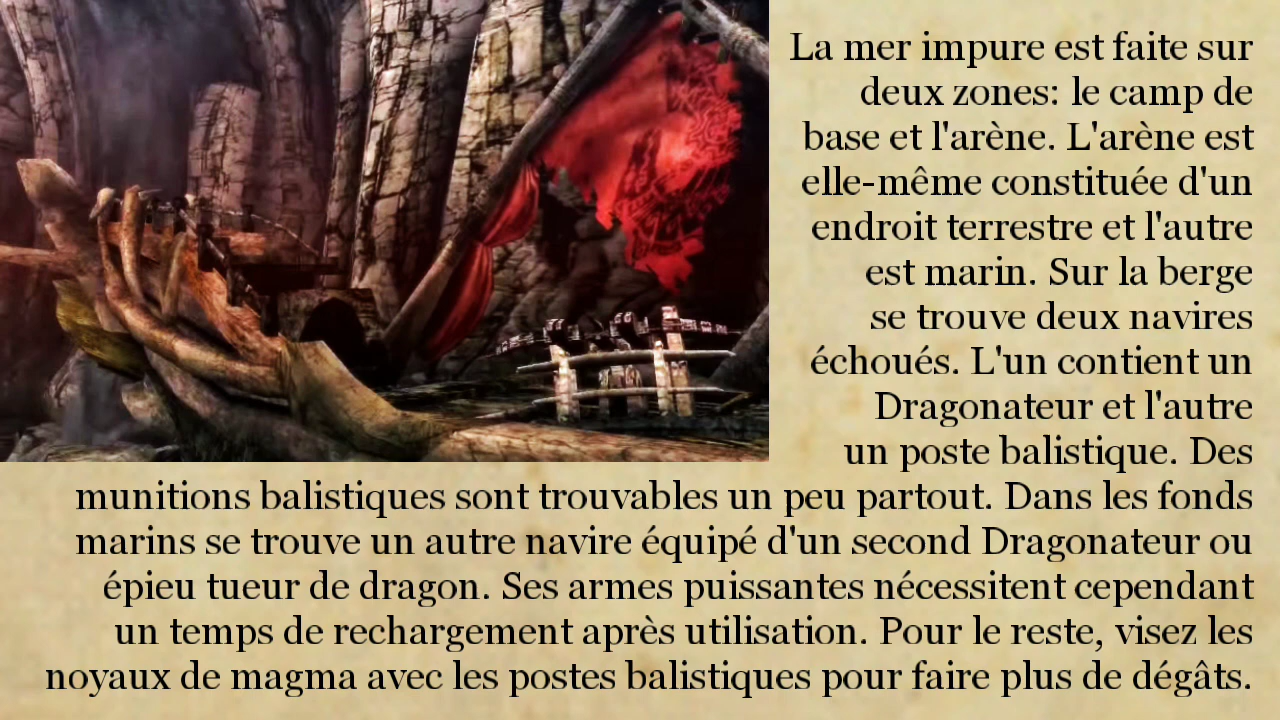 La mer impure est faite sur
deux zones: le camp de
base et l'arène. L'arène est
elle-même constituée d'un
endroit terrestre et l'autre
est marin. Sur la berge
se trouve deux navires
échoués. L'un contient un
Dragonateur et l'autre
un poste balistique. Des
munitions balistiques sont trouvables un peu partout. Dans les fonds
marins se trouve un autre navire équipé d'un second Dragonateur ou
épieu tueur de dragon. Ses armes puissantes nécessitent cependant
un temps de rechargement après utilisation. Pour le reste, visez les
noyaux de magma avec les postes balistiques pour faire plus de dégâts.